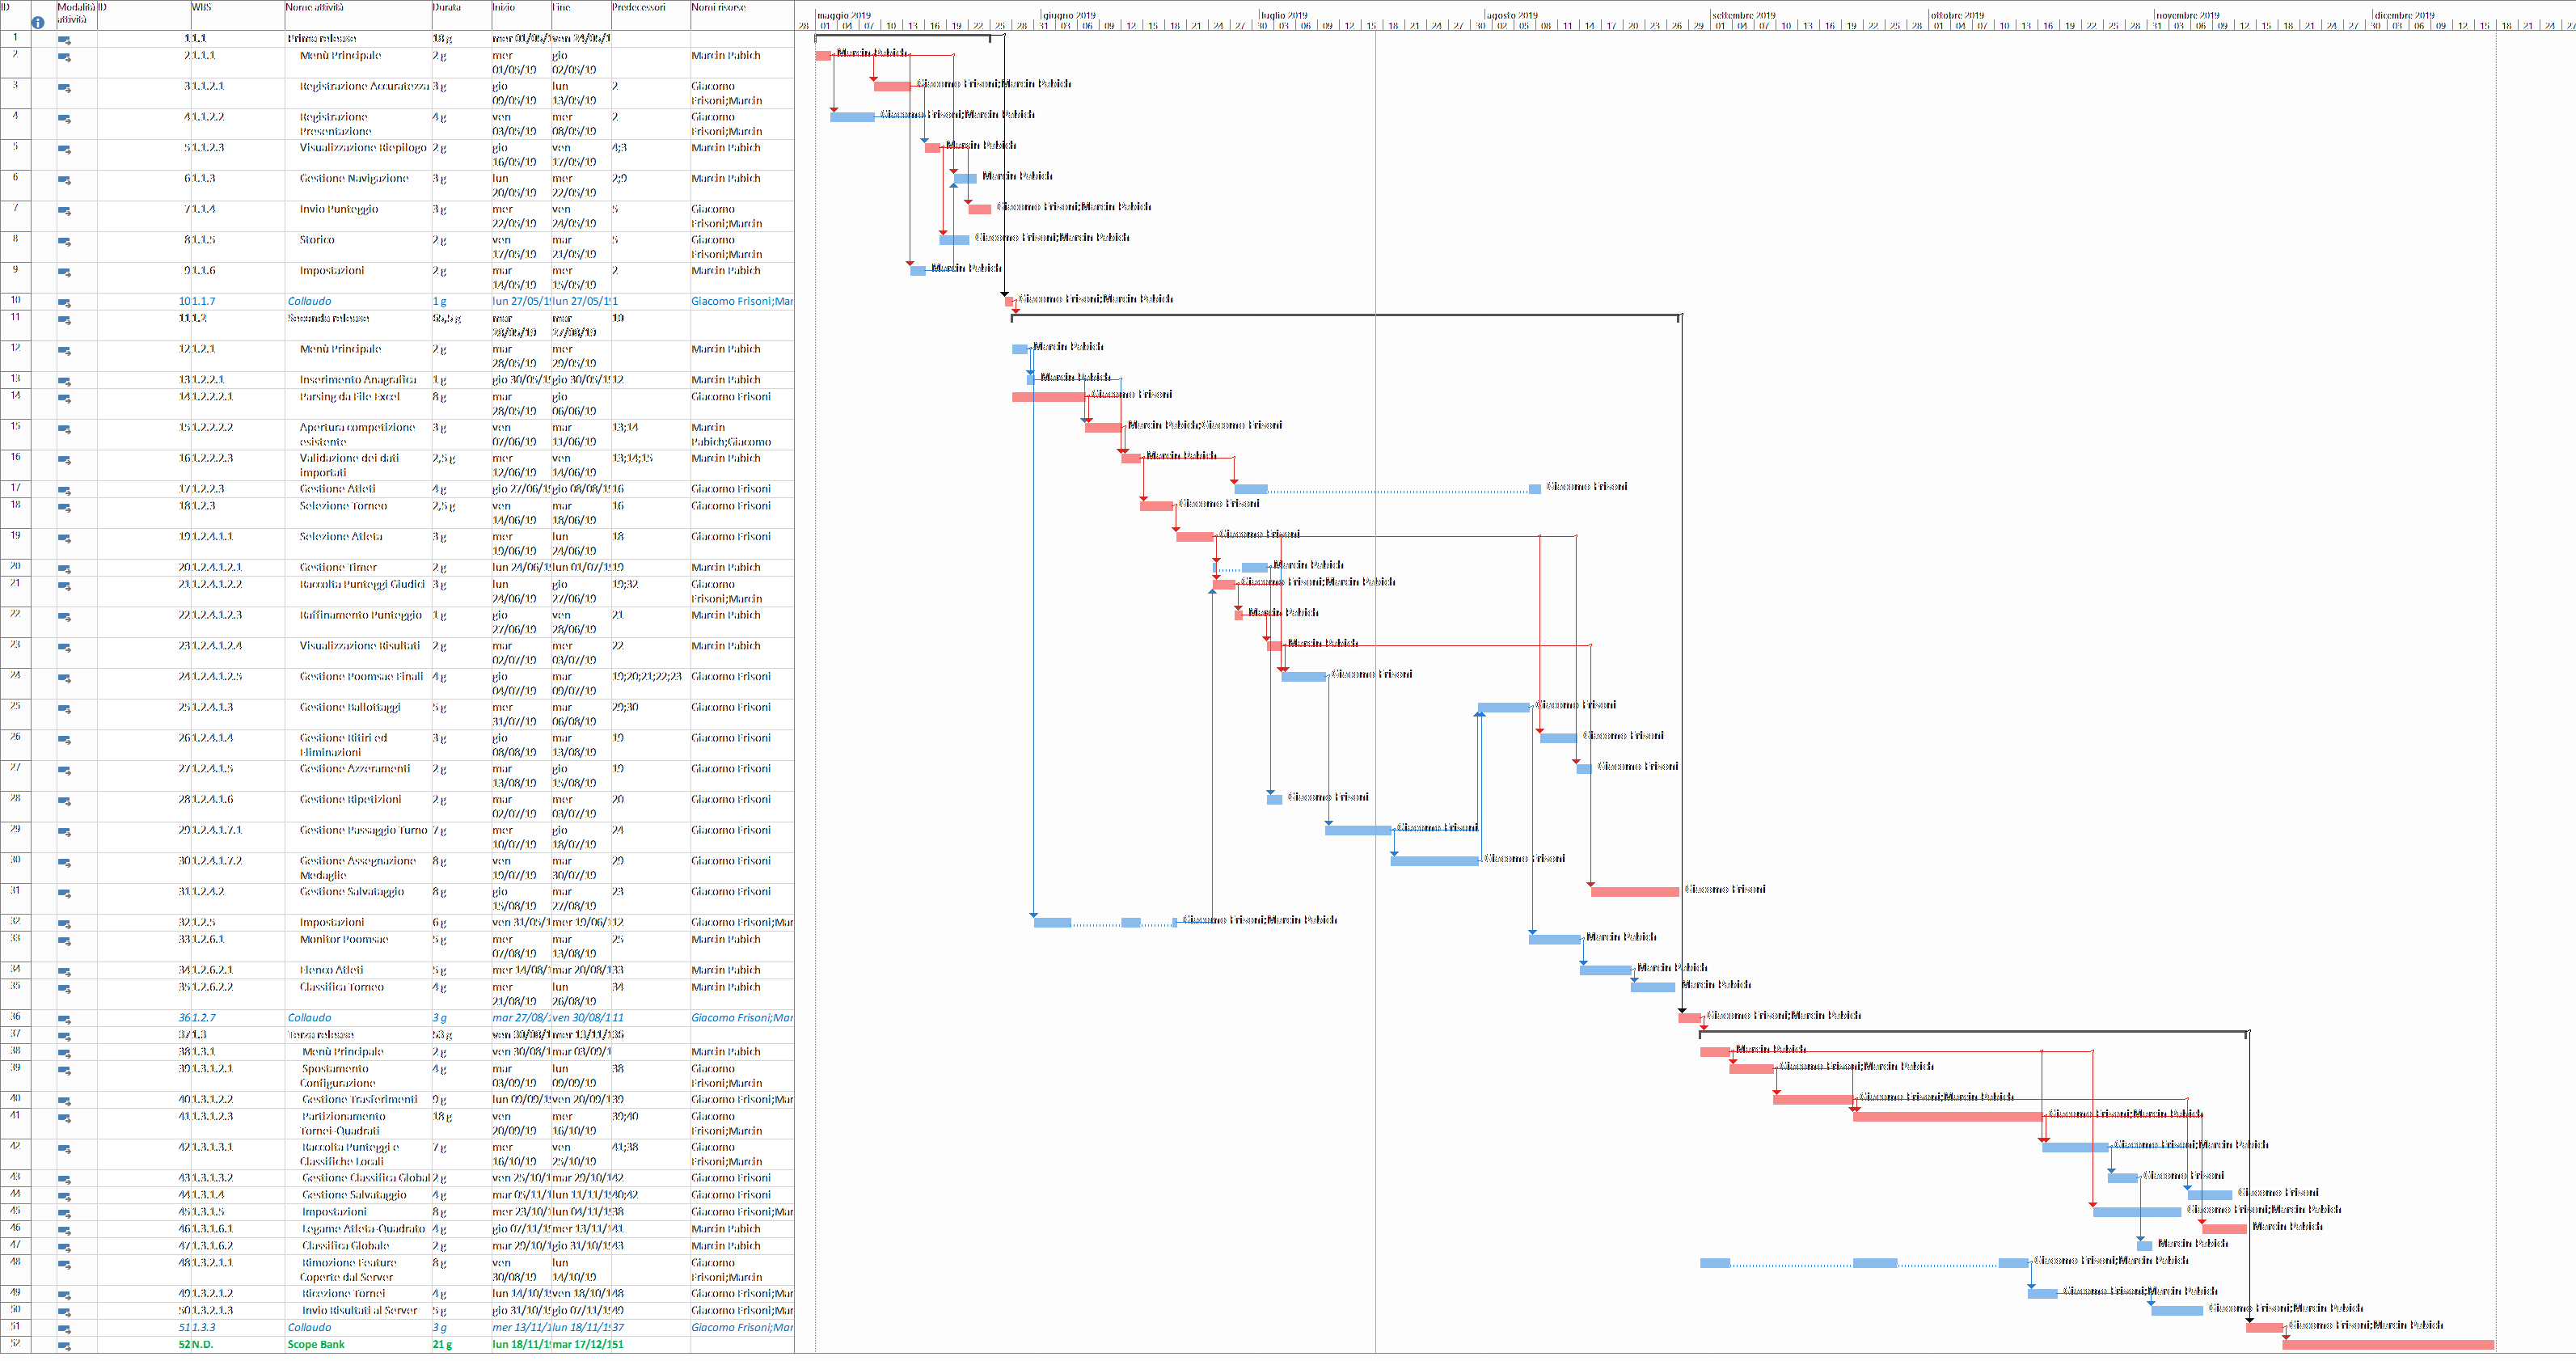 ID Modalità attività ID WBS Nome attività Durata Inizio Fine Predecessori Nomi risorse
maggio 2019 giugno 2019 luglio 2019 agosto 2019 settembre 2019 ottobre 2019 novembre 2019 dicembre 2019
28 01 04 07 10 13 16 19 22 25 28 31 03 06 09 12 15 18 21 24 27 30 03 06 09 12 15 18 21 24 27 30 02 05 08 11 14 17 20 23 26 29 01 04 07 10 13 16 19 22 25 28 01 04 07 10 13 16 19 22 25 28 31 03 06 09 12 15 18 21 24 27 30 03 06 09 12 15 18 21 24 27
1 1 1.1 Prima release 18 g mer 01/05/1 ven 24/05/1
2 2 1.1.1 Menù Principale 2 g mer 01/05/19 gio 02/05/19 Marcin Pabich Marcin Pabich
3 3 1.1.2.1 Registrazione Accuratezza 3 g gio 09/05/19 lun 13/05/19 2 Giacomo Frisoni;Marcin Giacomo Frisoni;Marcin Pabich
4 4 1.1.2.2 Registrazione Presentazione 4 g ven 03/05/19 mer 08/05/19 2 Giacomo Frisoni;Marcin Giacomo Frisoni;Marcin Pabich
5 5 1.1.2.3 Visualizzazione Riepilogo 2 g gio 16/05/19 ven 17/05/19 4;3 Marcin Pabich Marcin Pabich
6 6 1.1.3 Gestione Navigazione 3 g lun 20/05/19 mer 22/05/19 2;9 Marcin Pabich Marcin Pabich
7 7 1.1.4 Invio Punteggio 3 g mer 22/05/19 ven 24/05/19 5 Giacomo Frisoni;Marcin Giacomo Frisoni;Marcin Pabich
8 8 1.1.5 Storico 2 g ven 17/05/19 mar 21/05/19 5 Giacomo Frisoni;Marcin Giacomo Frisoni;Marcin Pabich
9 9 1.1.6 Impostazioni 2 g mar 14/05/19 mer 15/05/19 2 Marcin Pabich Marcin Pabich
10 10 1.1.7 Collaudo 1 g lun 27/05/1 lun 27/05/1 1 Giacomo Frisoni;Mar Giacomo Frisoni;Marcin Pabich
11 11 1.2 Seconda release 65,5 g mar 28/05/19 mar 27/08/19 10
12 12 1.2.1 Menù Principale 2 g mar 28/05/19 mer 29/05/19 Marcin Pabich Marcin Pabich
13 13 1.2.2.1 Inserimento Anagrafica 1 g gio 30/05/1 gio 30/05/1 12 Marcin Pabich Marcin Pabich
14 14 1.2.2.2.1 Parsing da File Excel 8 g mar 28/05/19 gio 06/06/19 Giacomo Frisoni Giacomo Frisoni
15 15 1.2.2.2.2 Apertura competizione esistente 3 g ven 07/06/19 mar 11/06/19 13;14 Marcin Pabich;Giacomo Marcin Pabich;Giacomo Frisoni
16 16 1.2.2.2.3 Validazione dei dati importati 2,5 g mer 12/06/19 ven 14/06/19 13;14;15 Marcin Pabich Marcin Pabich
17 17 1.2.2.3 Gestione Atleti 4 g gio 27/06/1 gio 08/08/1 16 Giacomo Frisoni Giacomo Frisoni
18 18 1.2.3 Selezione Torneo 2,5 g ven 14/06/19 mar 18/06/19 16 Giacomo Frisoni Giacomo Frisoni
19 19 1.2.4.1.1 Selezione Atleta 3 g mer 19/06/19 lun 24/06/19 18 Giacomo Frisoni Giacomo Frisoni
20 20 1.2.4.1.2.1 Gestione Timer 2 g lun 24/06/1 lun 01/07/1 19 Marcin Pabich Marcin Pabich
21 21 1.2.4.1.2.2 Raccolta Punteggi Giudici 3 g lun 24/06/19 gio 27/06/19 19;32 Giacomo Frisoni;Marcin Giacomo Frisoni;Marcin Pabich
22 22 1.2.4.1.2.3 Raffinamento Punteggio 1 g gio 27/06/19 ven 28/06/19 21 Marcin Pabich Marcin Pabich
23 23 1.2.4.1.2.4 Visualizzazione Risultati 2 g mar 02/07/19 mer 03/07/19 22 Marcin Pabich Marcin Pabich
24 24 1.2.4.1.2.5 Gestione Poomsae Finali 4 g gio 04/07/19 mar 09/07/19 19;20;21;22;23 Giacomo Frisoni Giacomo Frisoni
25 25 1.2.4.1.3 Gestione Ballottaggi 5 g mer 31/07/19 mar 06/08/19 29;30 Giacomo Frisoni Giacomo Frisoni
26 26 1.2.4.1.4 Gestione Ritiri ed Eliminazioni 3 g gio 08/08/19 mar 13/08/19 19 Giacomo Frisoni Giacomo Frisoni
27 27 1.2.4.1.5 Gestione Azzeramenti 2 g mar 13/08/19 gio 15/08/19 19 Giacomo Frisoni Giacomo Frisoni
28 28 1.2.4.1.6 Gestione Ripetizioni 2 g mar 02/07/19 mer 03/07/19 20 Giacomo Frisoni Giacomo Frisoni
29 29 1.2.4.1.7.1 Gestione Passaggio Turno 7 g mer 10/07/19 gio 18/07/19 24 Giacomo Frisoni Giacomo Frisoni
30 30 1.2.4.1.7.2 Gestione Assegnazione Medaglie 8 g ven 19/07/19 mar 30/07/19 29 Giacomo Frisoni Giacomo Frisoni
31 31 1.2.4.2 Gestione Salvataggio 8 g gio 15/08/19 mar 27/08/19 23 Giacomo Frisoni Giacomo Frisoni
32 32 1.2.5 Impostazioni 6 g ven 31/05/1 mer 19/06/1 12 Giacomo Frisoni;Mar Giacomo Frisoni;Marcin Pabich
33 33 1.2.6.1 Monitor Poomsae 5 g mer 07/08/19 mar 13/08/19 25 Marcin Pabich Marcin Pabich
34 34 1.2.6.2.1 Elenco Atleti 5 g mer 14/08/1 mar 20/08/1 33 Marcin Pabich Marcin Pabich
35 35 1.2.6.2.2 Classifica Torneo 4 g mer 21/08/19 lun 26/08/19 34 Marcin Pabich Marcin Pabich
36 36 1.2.7 Collaudo 3 g mar 27/08/ ven 30/08/1 11 Giacomo Frisoni;Mar Giacomo Frisoni;Marcin Pabich
37 37 1.3 Terza release 53 g ven 30/08/1 mer 13/11/1 36
38 38 1.3.1 Menù Principale 2 g ven 30/08/1 mar 03/09/1 Marcin Pabich Marcin Pabich
39 39 1.3.1.2.1 Spostamento Configurazione 4 g mar 03/09/19 lun 09/09/19 38 Giacomo Frisoni;Marcin Giacomo Frisoni;Marcin Pabich
40 40 1.3.1.2.2 Gestione Trasferimenti 9 g lun 09/09/1 ven 20/09/1 39 Giacomo Frisoni;Mar Giacomo Frisoni;Marcin Pabich
41 41 1.3.1.2.3 Partizionamento Tornei-Quadrati 18 g ven 20/09/19 mer 16/10/19 39;40 Giacomo Frisoni;Marcin Giacomo Frisoni;Marcin Pabich
42 42 1.3.1.3.1 Raccolta Punteggi e Classifiche Locali 7 g mer 16/10/19 ven 25/10/19 41;38 Giacomo Frisoni;Marcin Giacomo Frisoni;Marcin Pabich
43 43 1.3.1.3.2 Gestione Classifica Global 2 g ven 25/10/1 mar 29/10/1 42 Giacomo Frisoni Giacomo Frisoni
44 44 1.3.1.4 Gestione Salvataggio 4 g mar 05/11/1 lun 11/11/1 40;42 Giacomo Frisoni Giacomo Frisoni
45 45 1.3.1.5 Impostazioni 8 g mer 23/10/1 lun 04/11/1 38 Giacomo Frisoni;Mar Giacomo Frisoni;Marcin Pabich
46 46 1.3.1.6.1 Legame Atleta-Quadrato 4 g gio 07/11/1 mer 13/11/1 41 Marcin Pabich Marcin Pabich
47 47 1.3.1.6.2 Classifica Globale 2 g mar 29/10/1 gio 31/10/1 43 Marcin Pabich Marcin Pabich
48 48 1.3.2.1.1 Rimozione Feature Coperte dal Server 8 g ven 30/08/19 lun 14/10/19 Giacomo Frisoni;Marcin Giacomo Frisoni;Marcin Pabich
49 49 1.3.2.1.2 Ricezione Tornei 4 g lun 14/10/1 ven 18/10/1 48 Giacomo Frisoni;Mar Giacomo Frisoni;Marcin Pabich
50 50 1.3.2.1.3 Invio Risultati al Server 5 g gio 31/10/1 gio 07/11/1 49 Giacomo Frisoni;Mar Giacomo Frisoni;Marcin Pabich
51 51 1.3.3 Collaudo 3 g mer 13/11/ lun 18/11/1 37 Giacomo Frisoni;Mar Giacomo Frisoni;Marcin Pabich
52 52 N.D. Scope Bank 21 g lun 18/11/1 mar 17/12/1 51